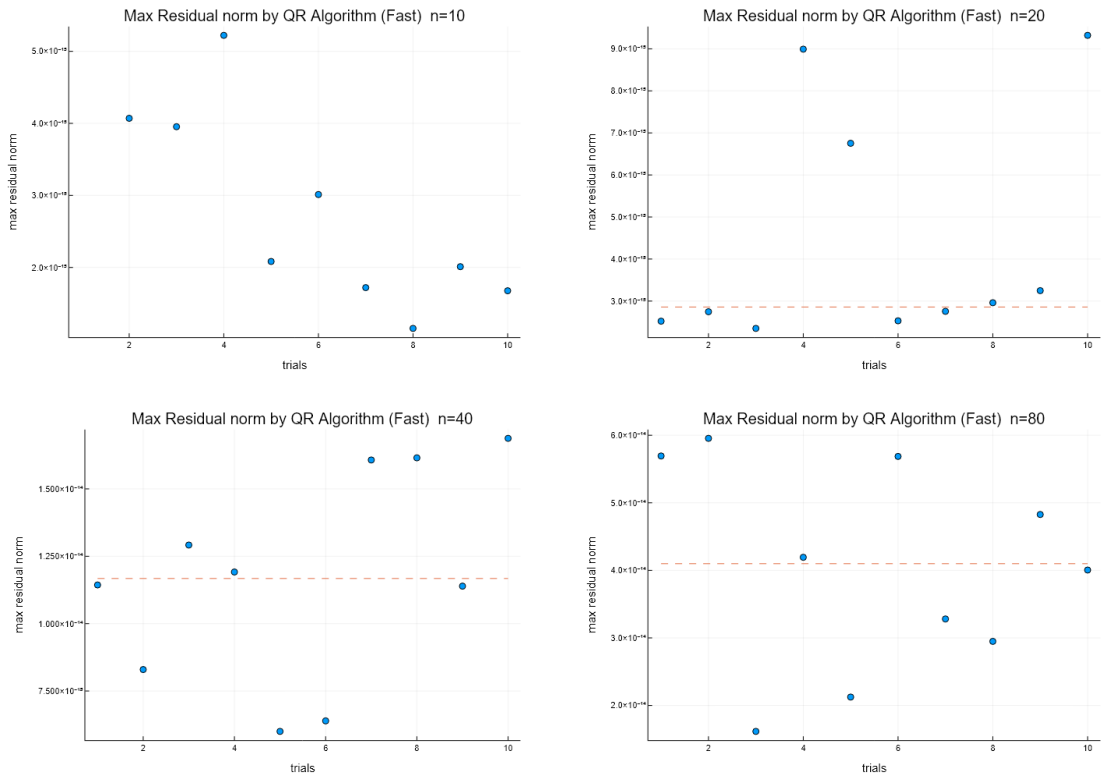 Max Residual norm by QR Algorithm (Fast)  n=10
5.0×10⁻¹⁵
4.0×10⁻¹⁵
3.0×10⁻¹⁵
2.0×10⁻¹⁵
max residual norm
2 4 6 8 10
trials
Max Residual norm by QR Algorithm (Fast)  n=20
9.0×10⁻¹⁵
8.0×10⁻¹⁵
7.0×10⁻¹⁵
6.0×10⁻¹⁵
5.0×10⁻¹⁵
4.0×10⁻¹⁵
3.0×10⁻¹⁵
max residual norm
2 4 6 8 10
trials
Max Residual norm by QR Algorithm (Fast)  n=40
1.500×10⁻¹⁴
1.250×10⁻¹⁴
1.000×10⁻¹⁴
7.500×10⁻¹⁵
max residual norm
2 4 6 8 10
trials
Max Residual norm by QR Algorithm (Fast)  n=80
6.0×10⁻¹⁴
5.0×10⁻¹⁴
4.0×10⁻¹⁴
3.0×10⁻¹⁴
2.0×10⁻¹⁴
max residual norm
2 4 6 8 10
trials